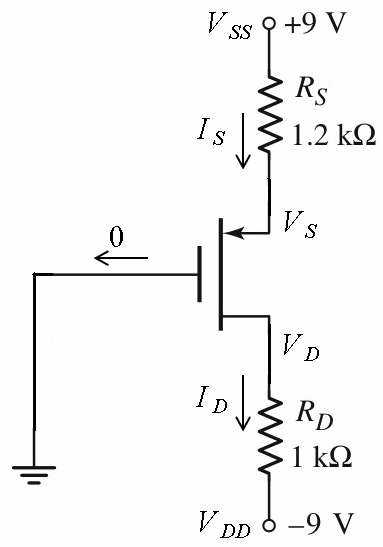 V_SS +9 V
R_S
I_S 1.2 kΩ
V_S
0
V_D
I_D R_D
1 kΩ
V_DD –9 V